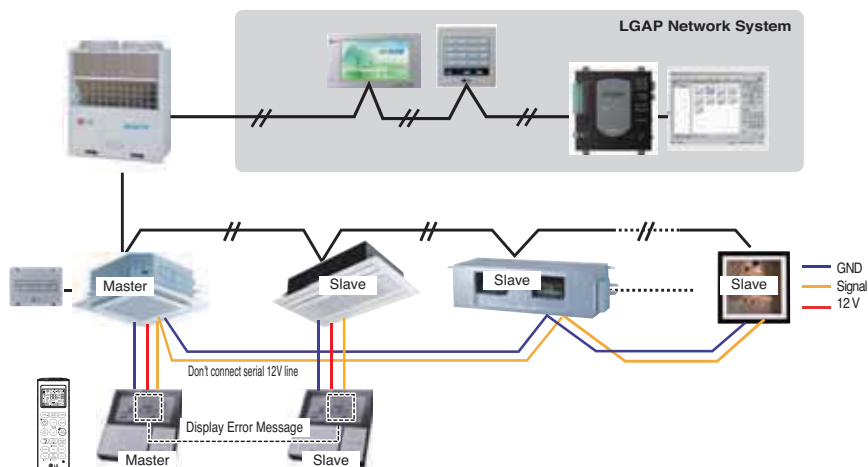 LGAP Network System
Master
Slave
Slave
Slave
GND
Signal
12 V
Don't connect serial 12V line
Display Error Message
Master
Slave
LG